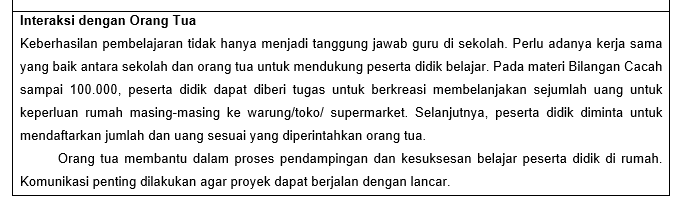 Interaksi dengan Orang Tua
Keberhasilan pembelajaran tidak hanya menjadi tanggung jawab guru di sekolah. Perlu adanya kerja sama
yang baik antara sekolah dan orang tua untuk mendukung peserta didik belajar. Pada materi Bilangan Cacah
sampai 100.000, peserta didik dapat diberi tugas untuk berkreasi membelanjakan sejumlah uang untuk
keperluan rumah masing-masing ke warung/toko/ supermarket. Selanjutnya, peserta didik diminta untuk
mendaftarkan jumlah dan uang sesuai yang diperintahkan orang tua.
Orang tua membantu dalam proses pendampingan dan kesuksesan belajar peserta didik di rumah.
Komunikasi penting dilakukan agar proyek dapat berjalan dengan lancar.